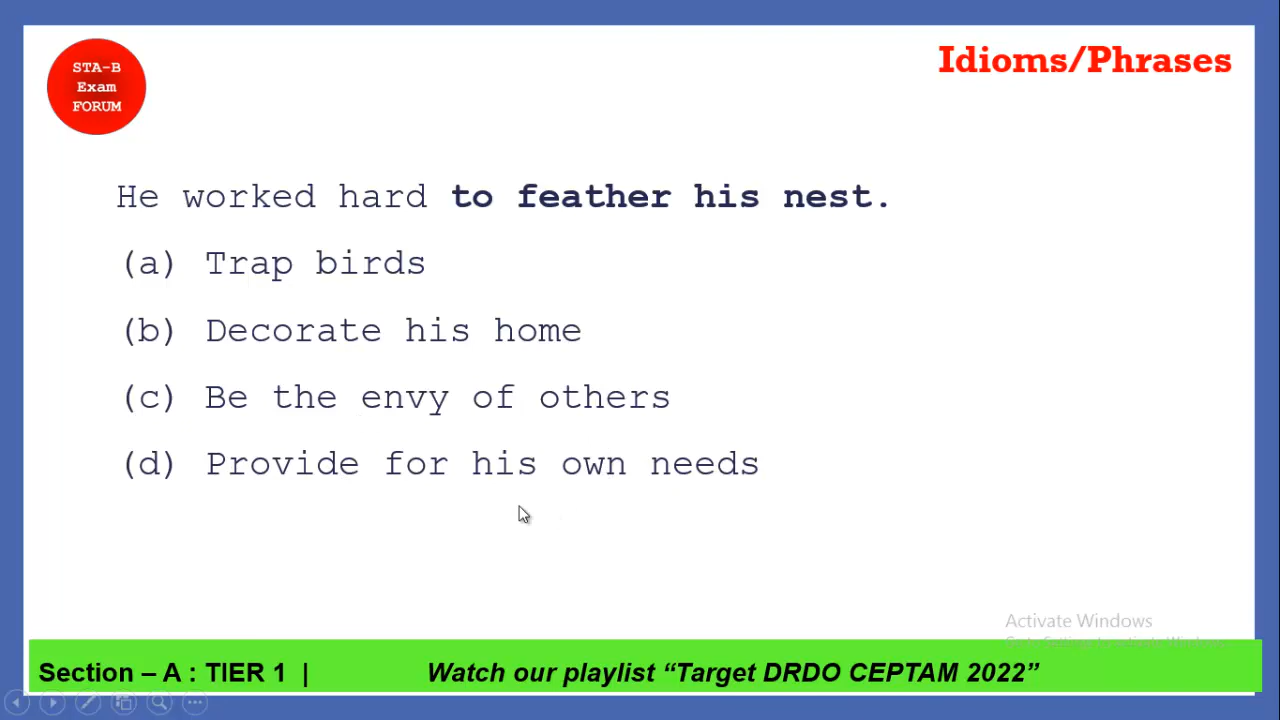 STA-B
Exam
FORUM
Idioms/Phrases
He worked hard to feather his nest.
(a) Trap birds
(b) Decorate his home
(c) Be the envy of others
(d) Provide for his own needs
Activate Windows
Section – A : TIER 1 | Watch our playlist “Target DRDO CEPTAM 2022”